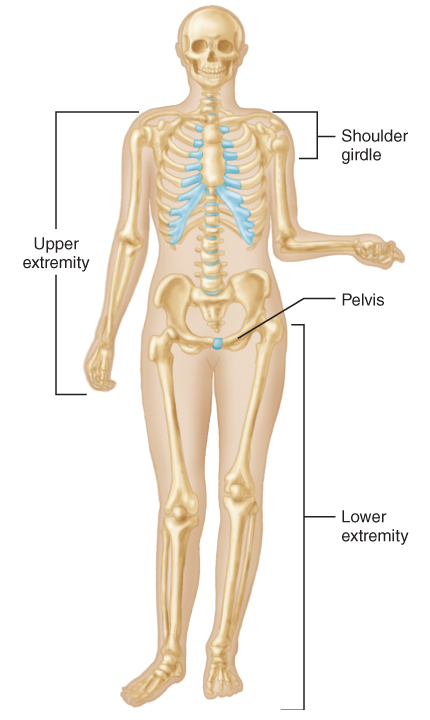 Shoulder
girdle
Upper
extremity
Pelvis
Lower
extremity